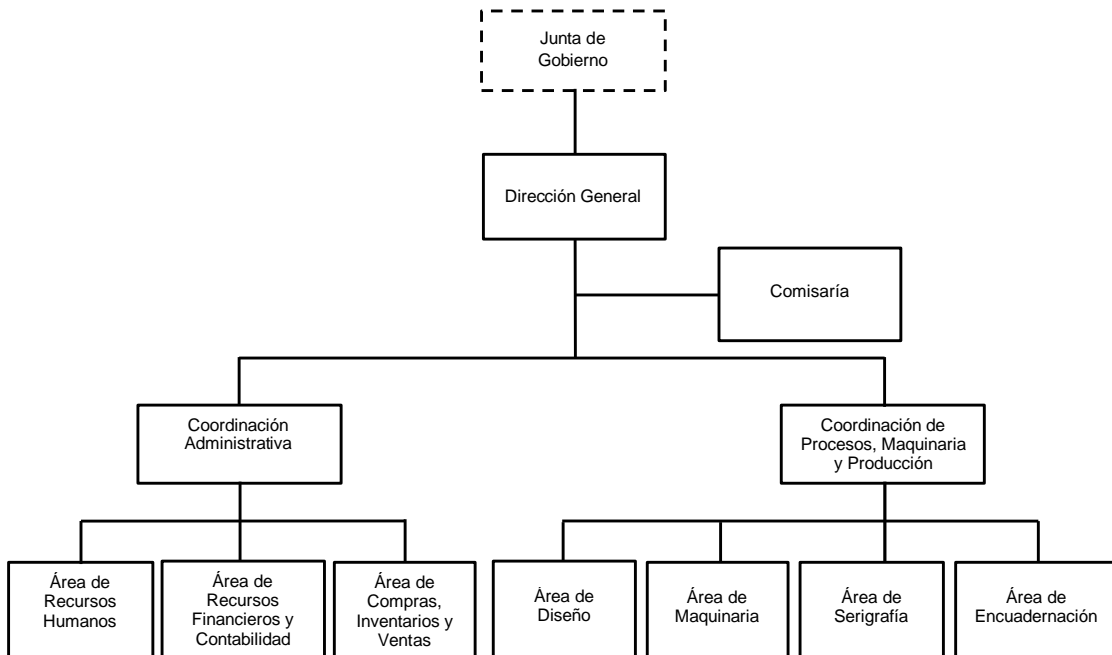 Junta de
Gobierno
Dirección General
Comisaría
Coordinación
Administrativa
Coordinación de
Procesos, Maquinaria
y Producción
Área de
Recursos
Humanos
Área de
Recursos
Financieros y
Contabilidad
Área de
Compras,
Inventarios y
Ventas
Área de
Diseño
Área de
Maquinaria
Área de
Serigrafía
Área de
Encuadernación